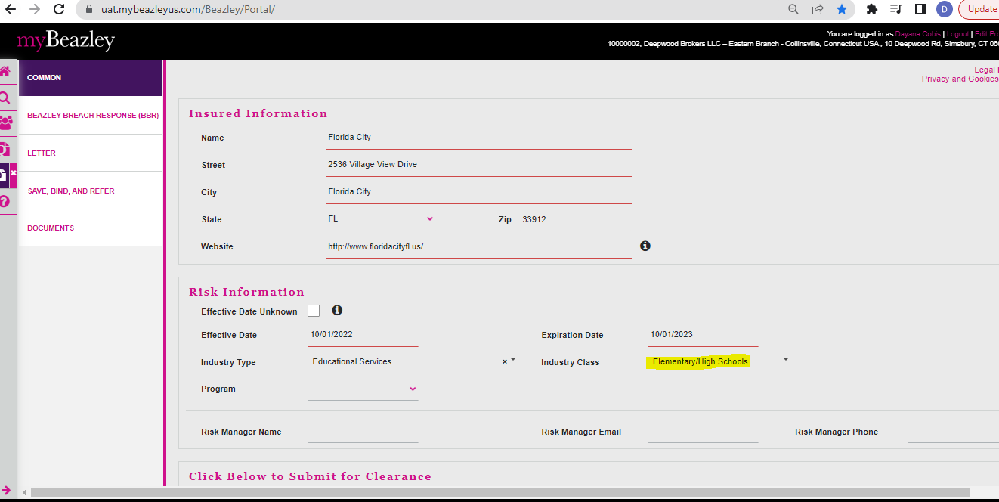 uat.mybeazleyus.com/Beazley/Portal/
D
Update
myBeazley
You are logged in as Dayana Cobis | Logout | Edit Pro
10000002, Deepwood Brokers LLC – Eastern Branch - Collinsville, Connecticut USA , 10 Deepwood Rd, Simsbury, CT 060
COMMON
BEAZLEY BREACH RESPONSE (BBR)
LETTER
SAVE, BIND, AND REFER
DOCUMENTS
Legal
Privacy and Cookies
Insured Information
Name Florida City
Street 2536 Village View Drive
City Florida City
State FL Zip 33912
Website http://www.floridacityfl.us/
Risk Information
Effective Date Unknown
Effective Date 10/01/2022 Expiration Date 10/01/2023
Industry Type Educational Services × Industry Class Elementary/High Schools
Program
Risk Manager Name Risk Manager Email Risk Manager Phone
Click Below to Submit for Clearance